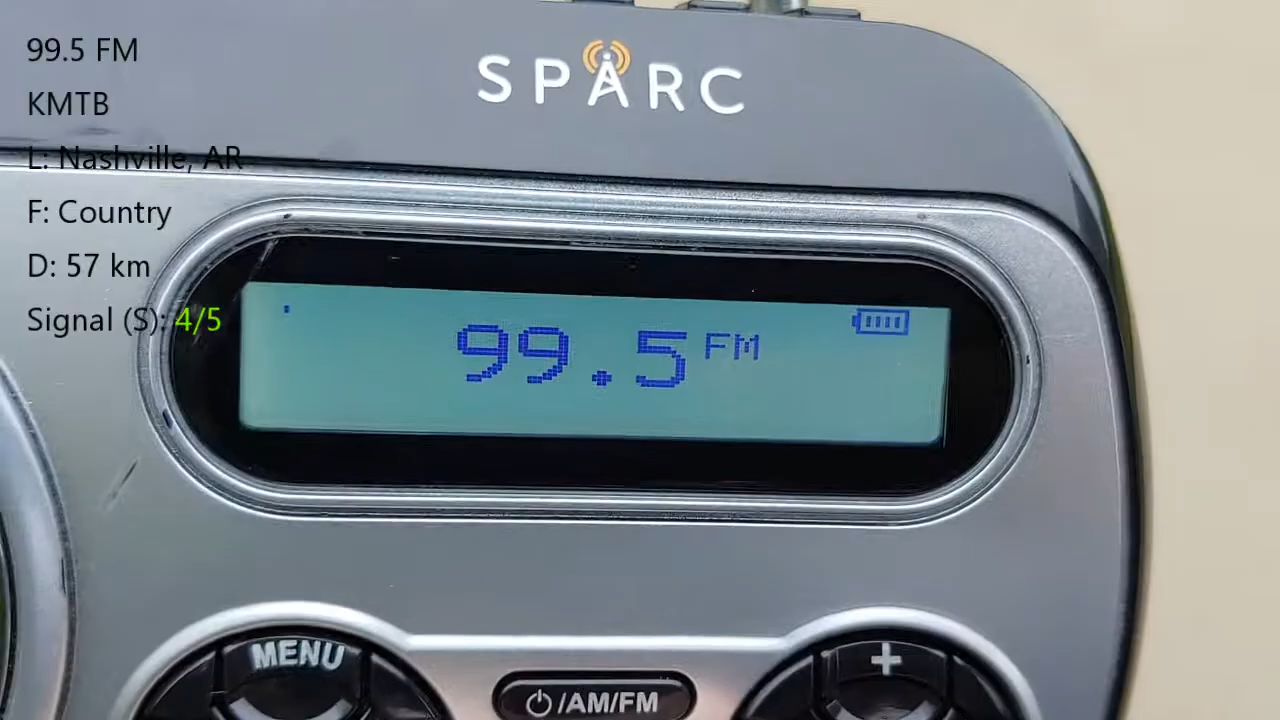 99.5 FM
KMTB
L: Nashville, AR
F: Country
D: 57 km
Signal (S): 4/5
SPARC
99.5 FM
MENU
/AM/FM
+